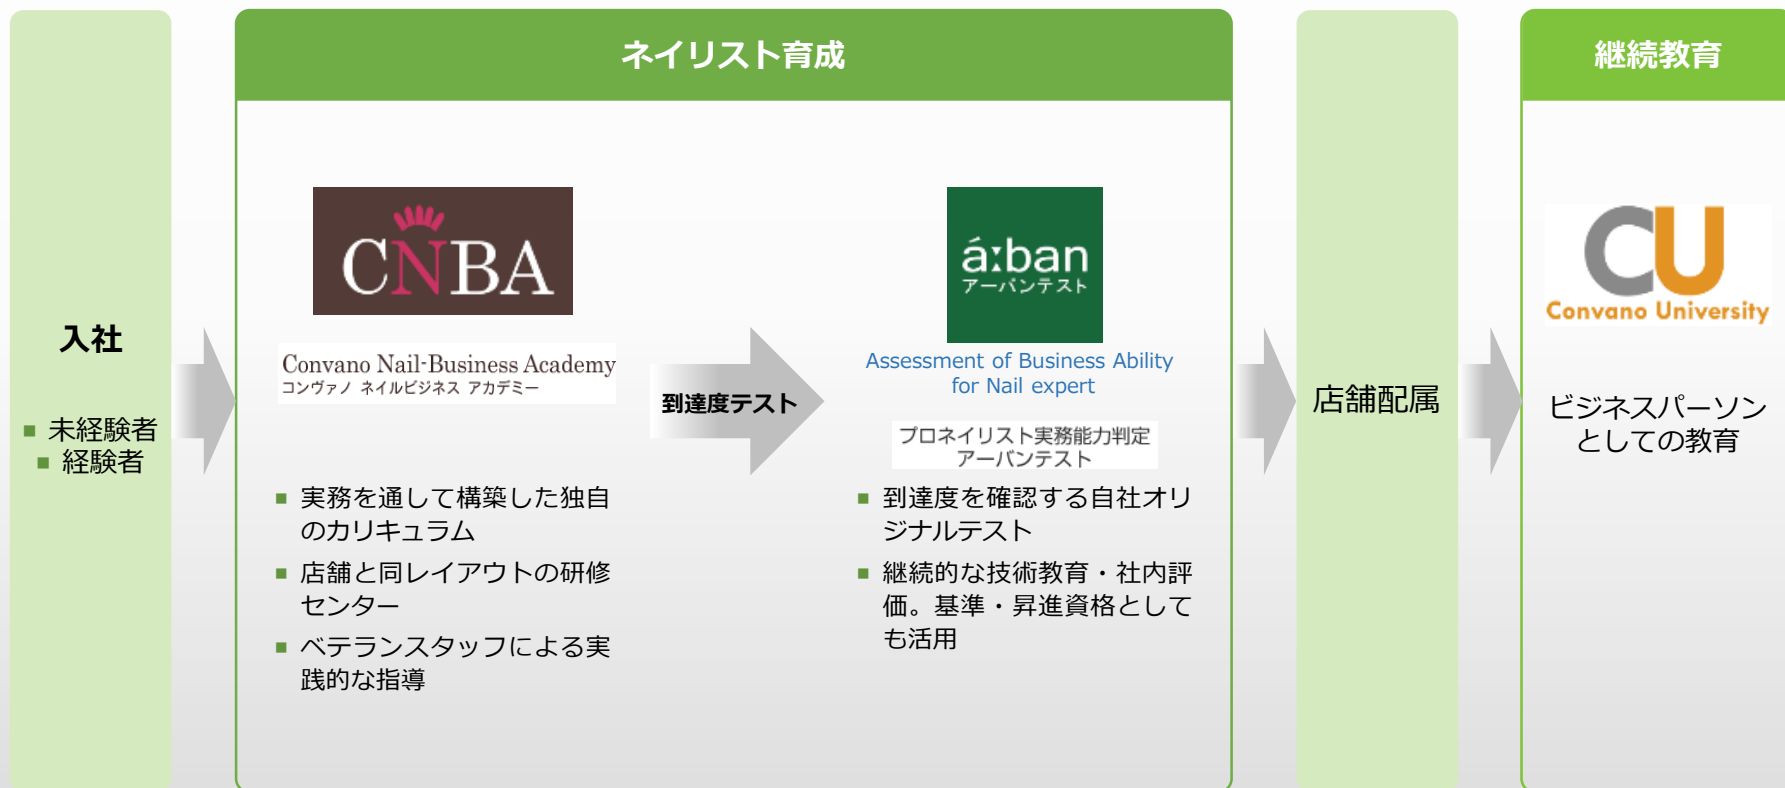 入社
■ 未経験者
■ 経験者
ネイリスト育成
CNBA
Convano Nail-Business Academy
コンヴァノ ネイルビジネス アカデミー
■ 実務を通して構築した独自
のカリキュラム
■ 店舗と同レイアウトの研修
センター
■ ベテランスタッフによる実
践的な指導
到達度テスト
á:ban
アーバンテスト
Assessment of Business Ability
for Nail expert
プロネイリスト実務能力判定
アーバンテスト
■ 到達度を確認する自社オリ
ジナルテスト
■ 継続的な技術教育・社内評
価。基準・昇進資格として
も活用
店舗配属
継続教育
CU
Convano University
ビジネスパーソン
としての教育